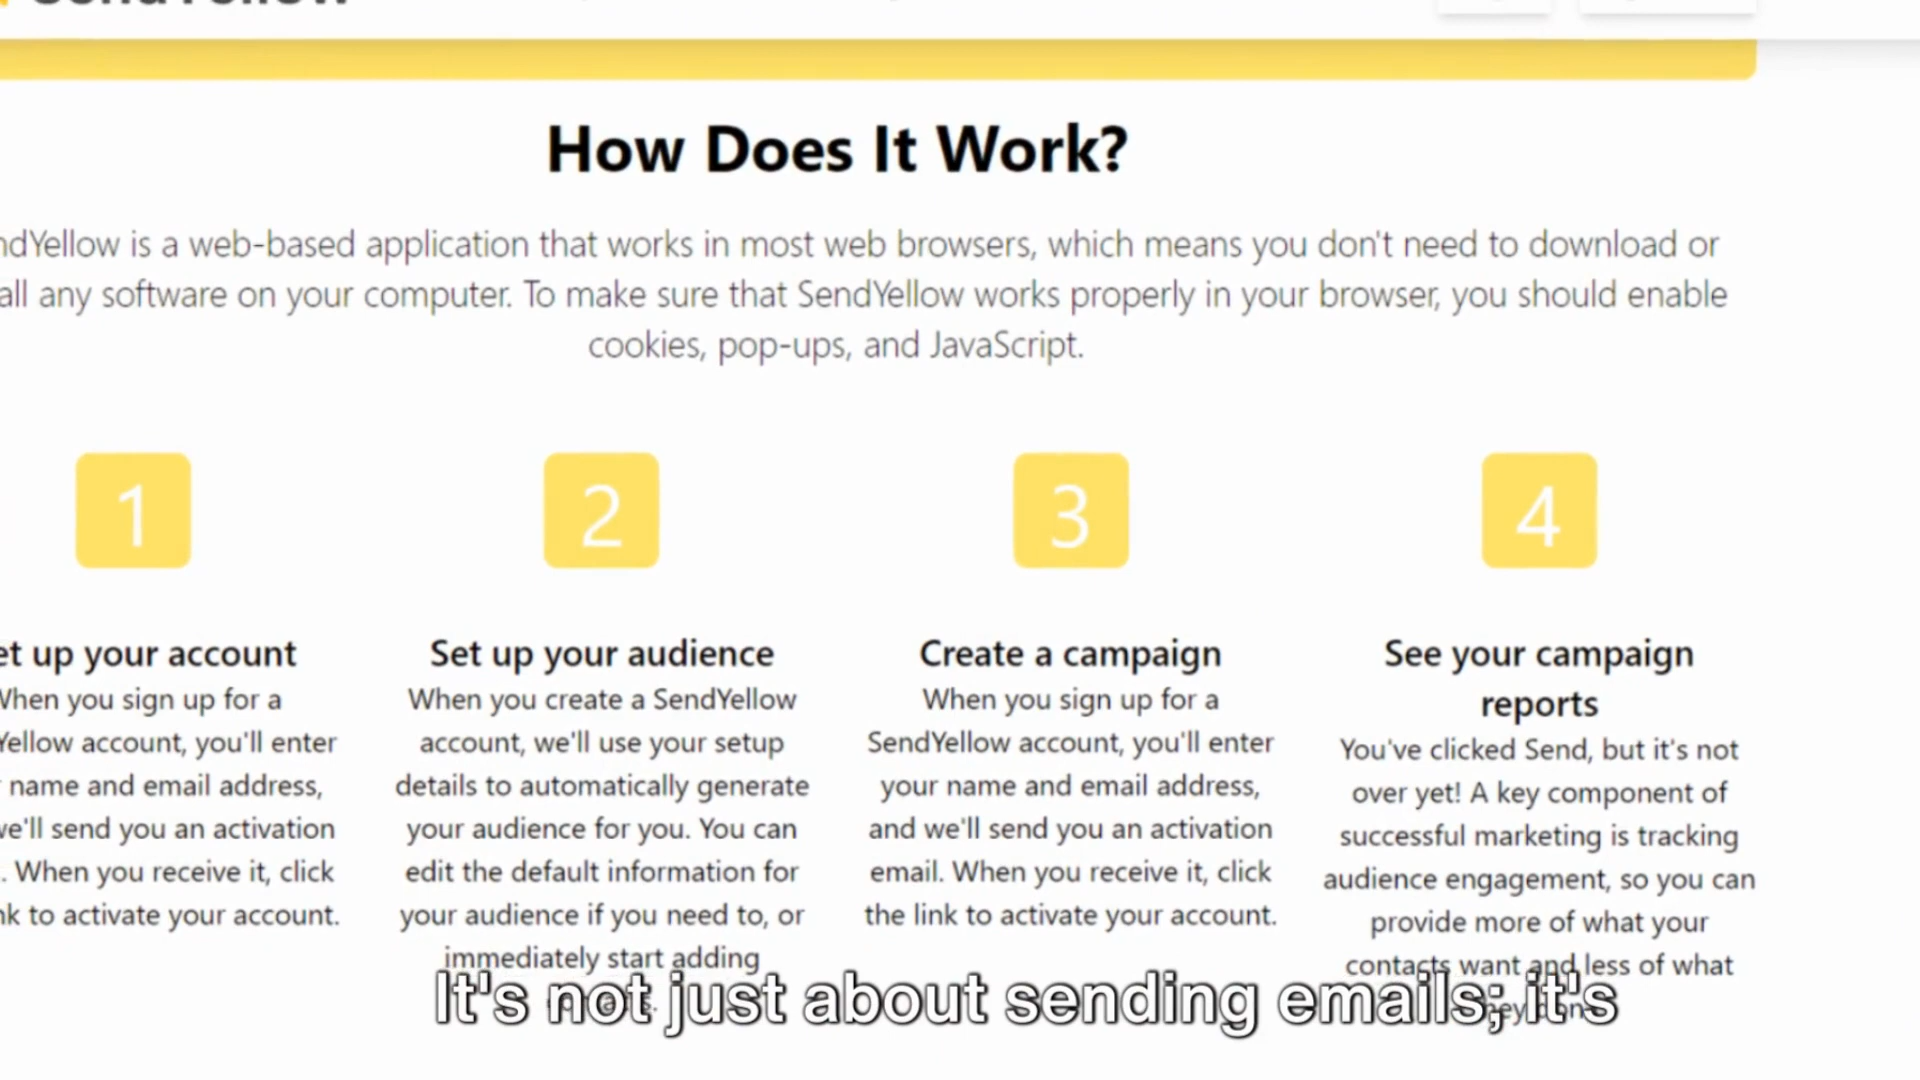 How Does It Work?
ndYellow is a web-based application that works in most web browsers, which means you don't need to download or
all any software on your computer. To make sure that SendYellow works properly in your browser, you should enable
cookies, pop-ups, and JavaScript.
1
2
3
4
et up your account
When you sign up for a
Yellow account, you'll enter
name and email address,
we'll send you an activation
. When you receive it, click
nk to activate your account.
Set up your audience
When you create a SendYellow
account, we'll use your setup
details to automatically generate
your audience for you. You can
edit the default information for
your audience if you need to, or
immediately start adding
Create a campaign
When you sign up for a
SendYellow account, you'll enter
your name and email address,
and we'll send you an activation
email. When you receive it, click
the link to activate your account.
See your campaign
reports
You've clicked Send, but it's not
over yet! A key component of
successful marketing is tracking
audience engagement, so you can
provide more of what your
contacts want and less of what
It's not just about sending emails; it's